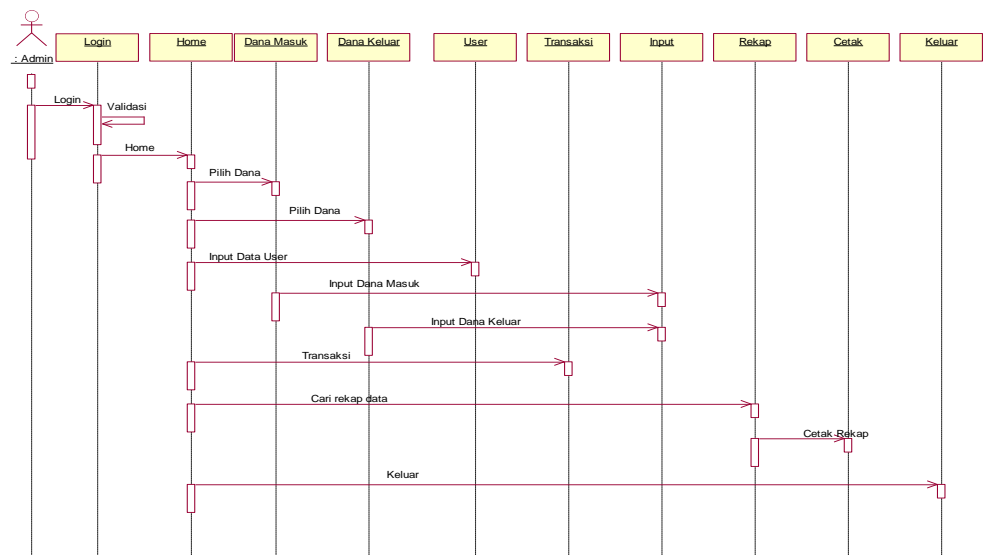 : Admin
Login
Home
Dana Masuk
Dana Keluar
User
Transaksi
Input
Rekap
Cetak
Keluar
Login
Validasi
Home
Pilih Dana
Pilih Dana
Input Data User
Input Dana Masuk
Input Dana Keluar
Transaksi
Cari rekap data
Cetak Rekap
Keluar